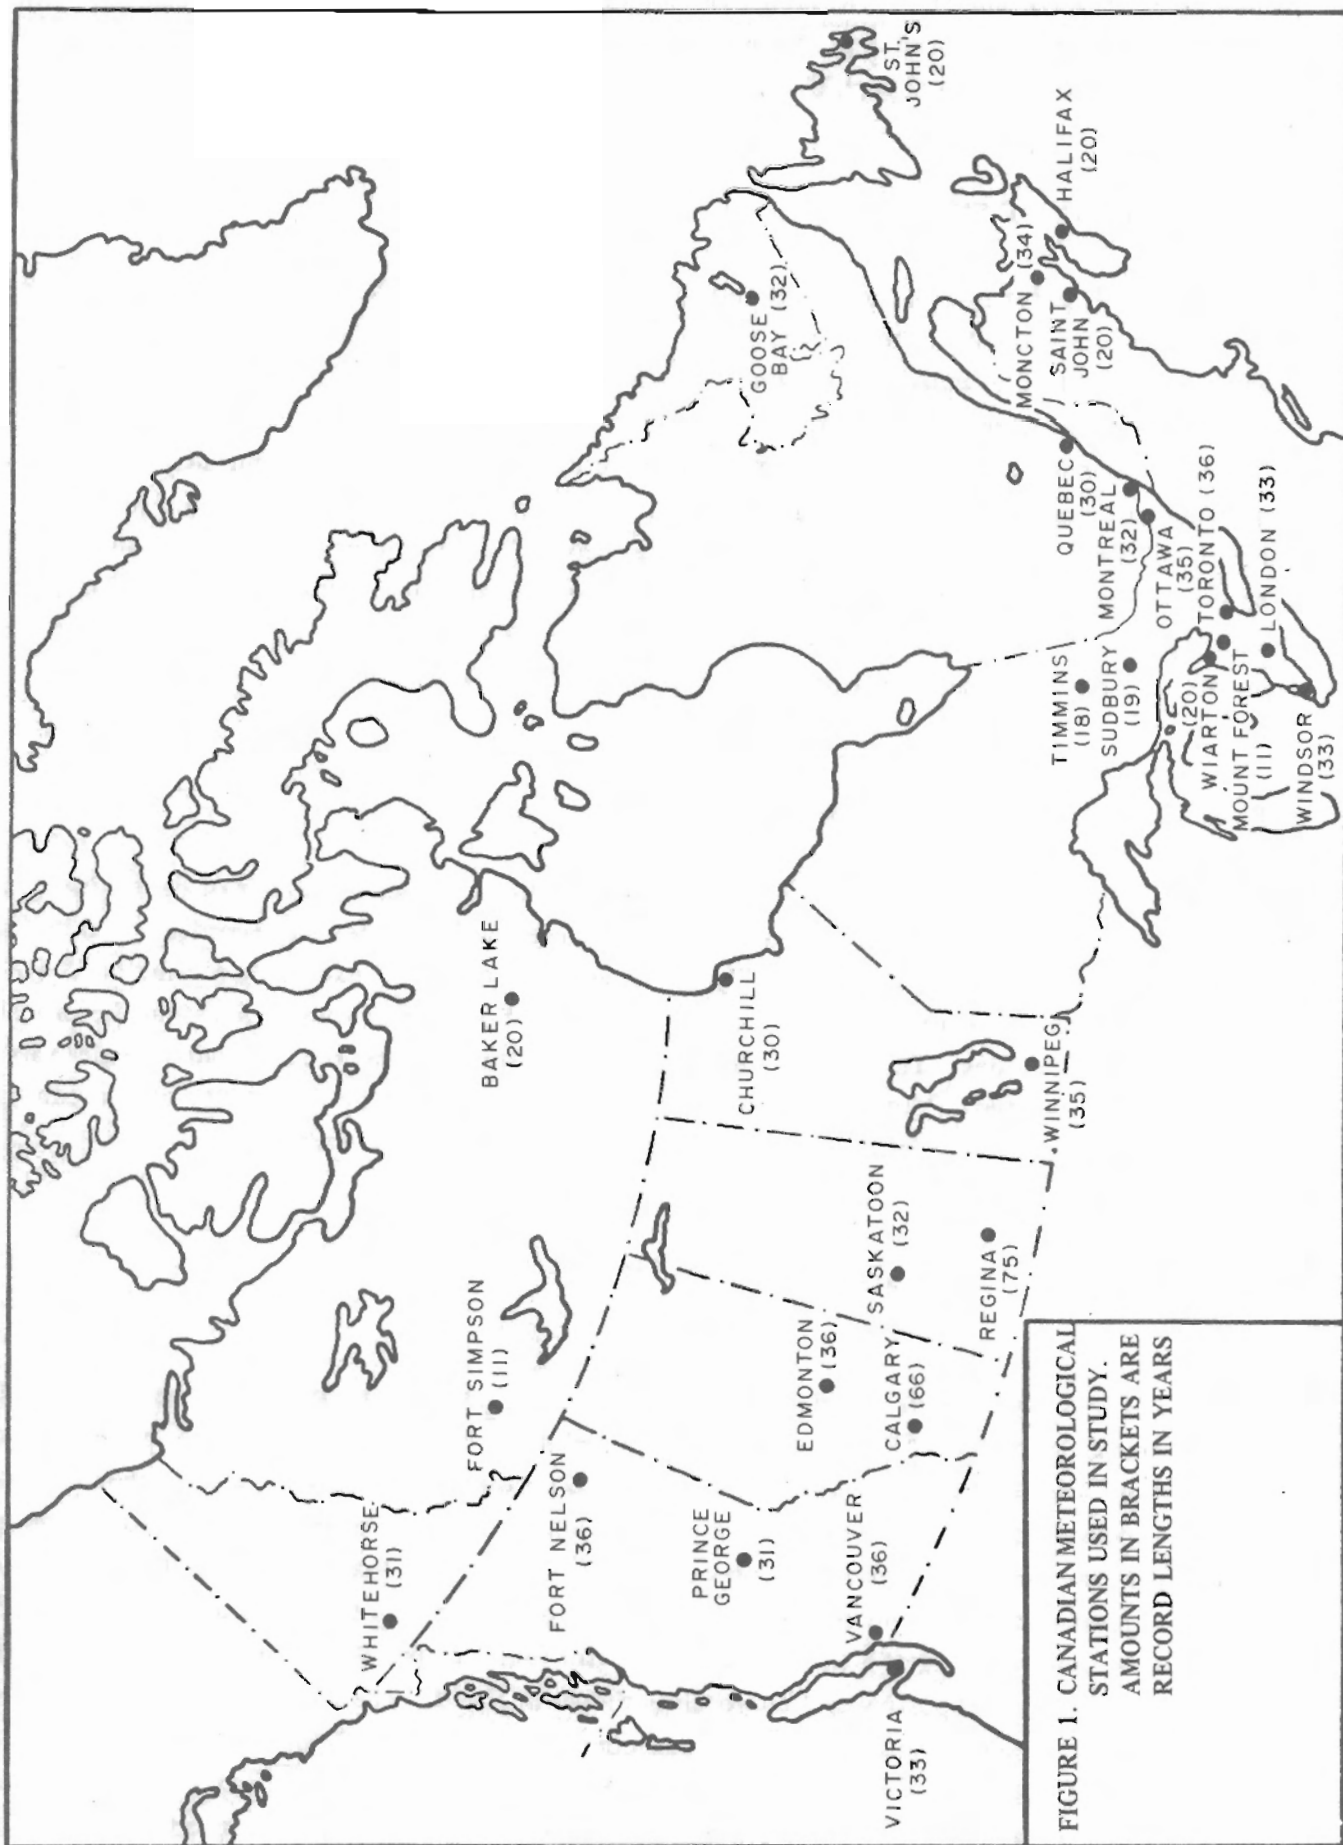 WHITEHORSE
(31)
FORT SIMPSON
(11)
BAKER LAKE
(20)
FORT NELSON
(36)
PRINCE
GEORGE
(31)
CHURCHILL
(30)
GOOSE
BAY (32)
ST.
JOHN'S
(20)
EDMONTON
(36)
VANCOUVER
(36)
CALGARY
(66)
SASKATOON
(32)
VICTORIA
(33)
REGINA
(75)
WINNIPEG
(35)
TIMMINS
(18)
SUDBURY
(19)
QUEBEC
(30)
MONTREAL
(32)
OTTAWA
(35)
MONCTON (34)
SAINT
JOHN
(20)
HALIFAX
(20)
(20)
WIARTON
TORONTO (36)
MOUNT FOREST
(11)
LONDON (33)
WINDSOR
(33)
FIGURE 1. CANADIAN METEOROLOGICAL
STATIONS USED IN STUDY.
AMOUNTS IN BRACKETS ARE
RECORD LENGTHS IN YEARS